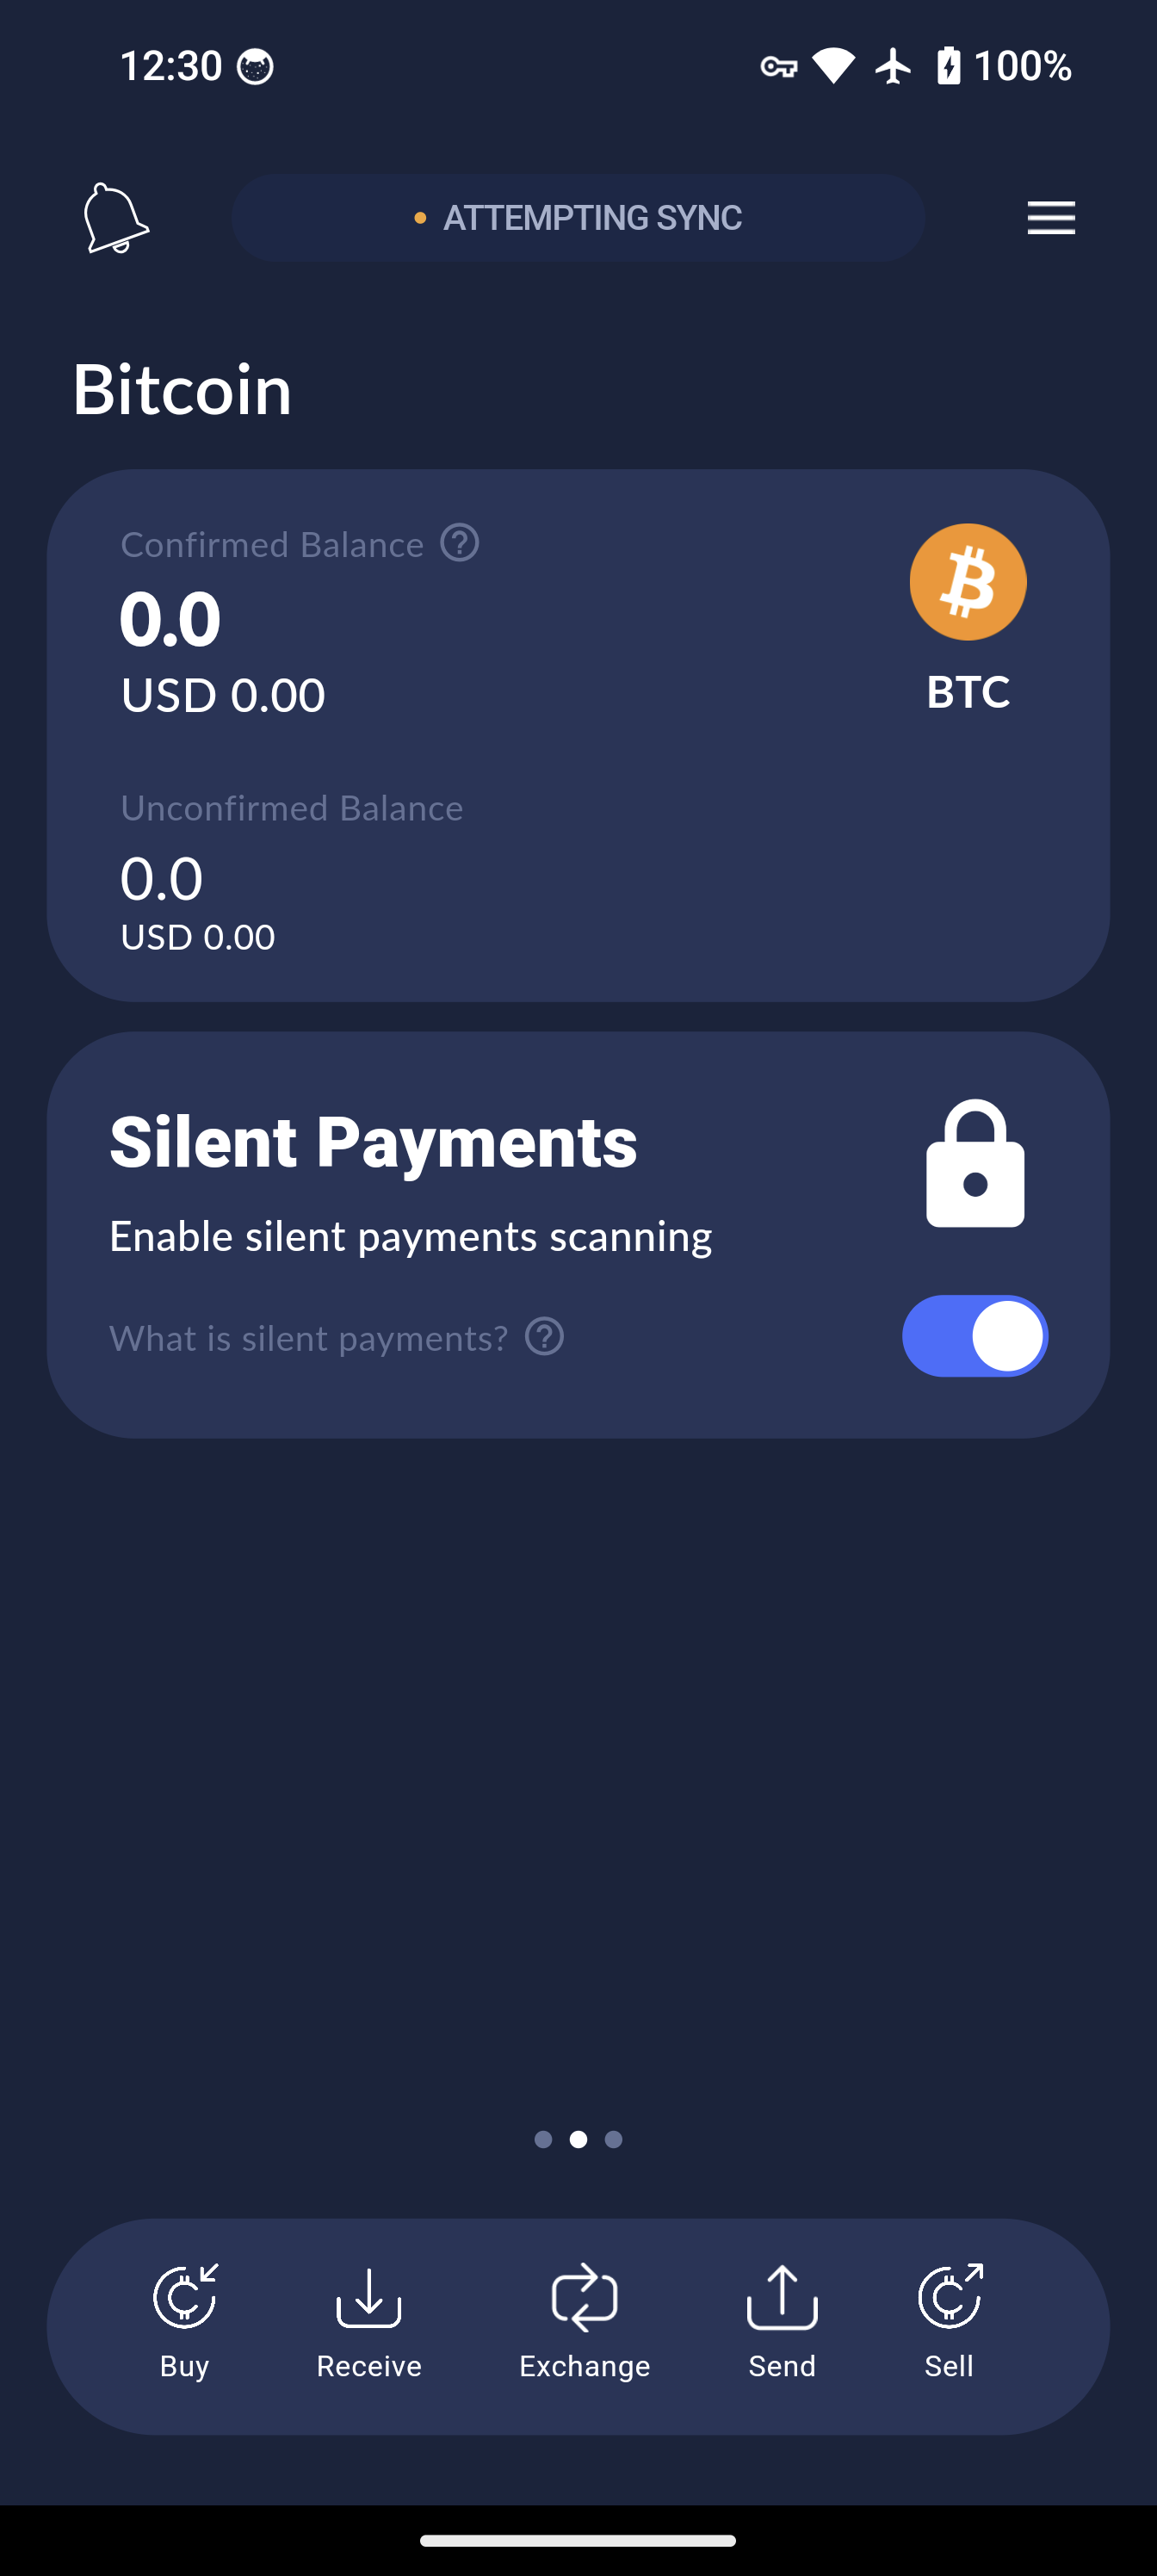 12:30 100%
ATTEMPTING SYNC
Bitcoin
Confirmed Balance
0.0
USD 0.00
BTC
Unconfirmed Balance
0.0
USD 0.00
Silent Payments
Enable silent payments scanning
What is silent payments?
Buy Receive Exchange Send Sell